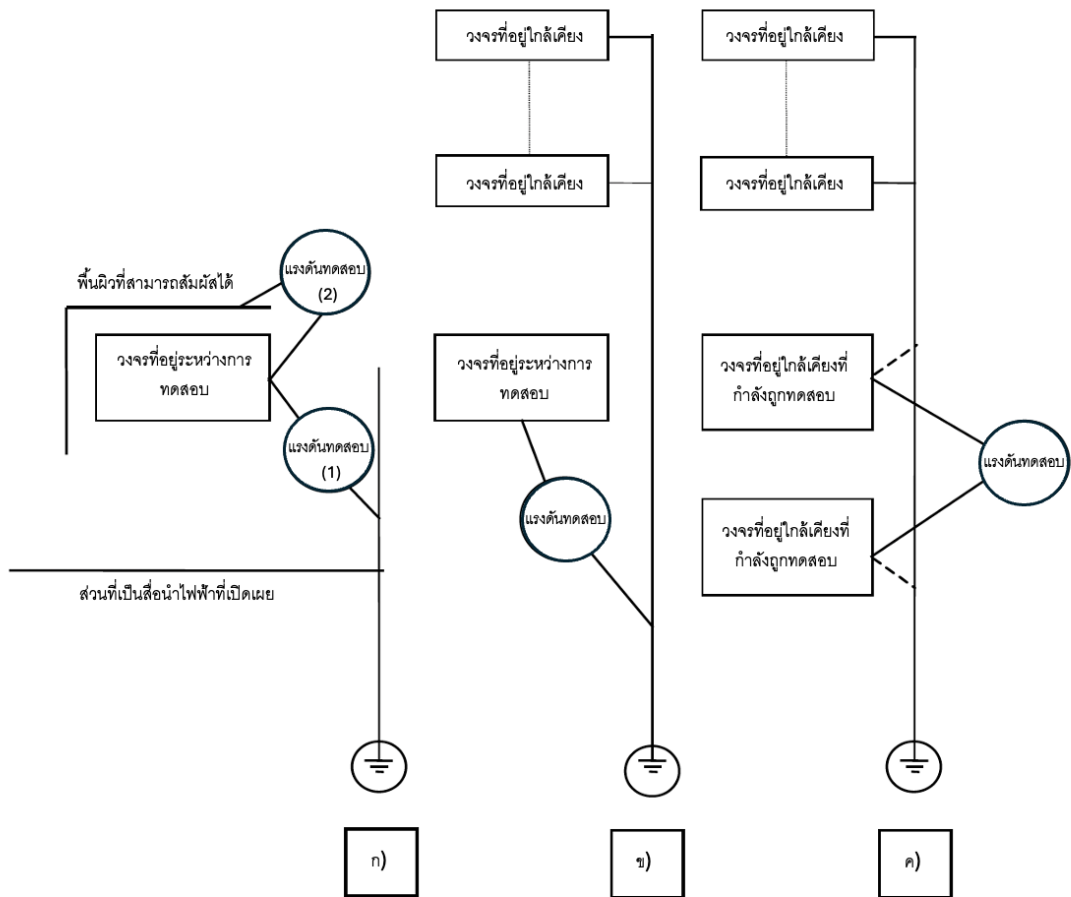 วงจรที่อยู่ใกล้เคียง
วงจรที่อยู่ใกล้เคียง
วงจรที่อยู่ใกล้เคียง
วงจรที่อยู่ใกล้เคียง
พื้นผิวที่สามารถสัมผัสได้
แรงดันทดสอบ
(2)
วงจรที่อยู่ระหว่างการ
ทดสอบ
แรงดันทดสอบ
(1)
ส่วนที่เป็นสื่อนำไฟฟ้าที่เปิดเผย
วงจรที่อยู่ระหว่างการ
ทดสอบ
แรงดันทดสอบ
วงจรที่อยู่ใกล้เคียงที่
กำลังถูกทดสอบ
แรงดันทดสอบ
วงจรที่อยู่ใกล้เคียงที่
กำลังถูกทดสอบ
ก)
ข)
ค)